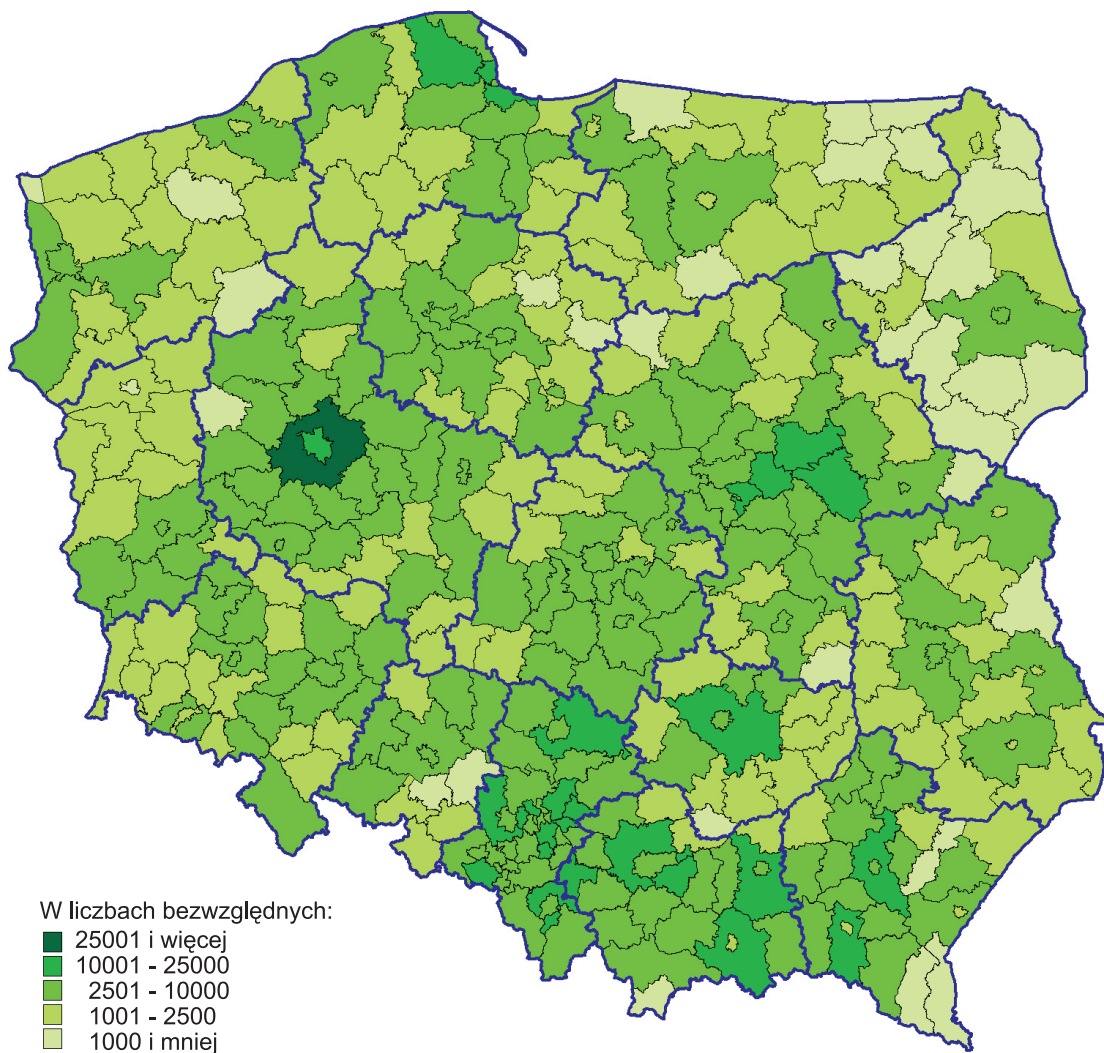 W liczbach bezwzględnych:
25001 i więcej
10001 - 25000
2501 - 10000
1001 - 2500
1000 i mniej